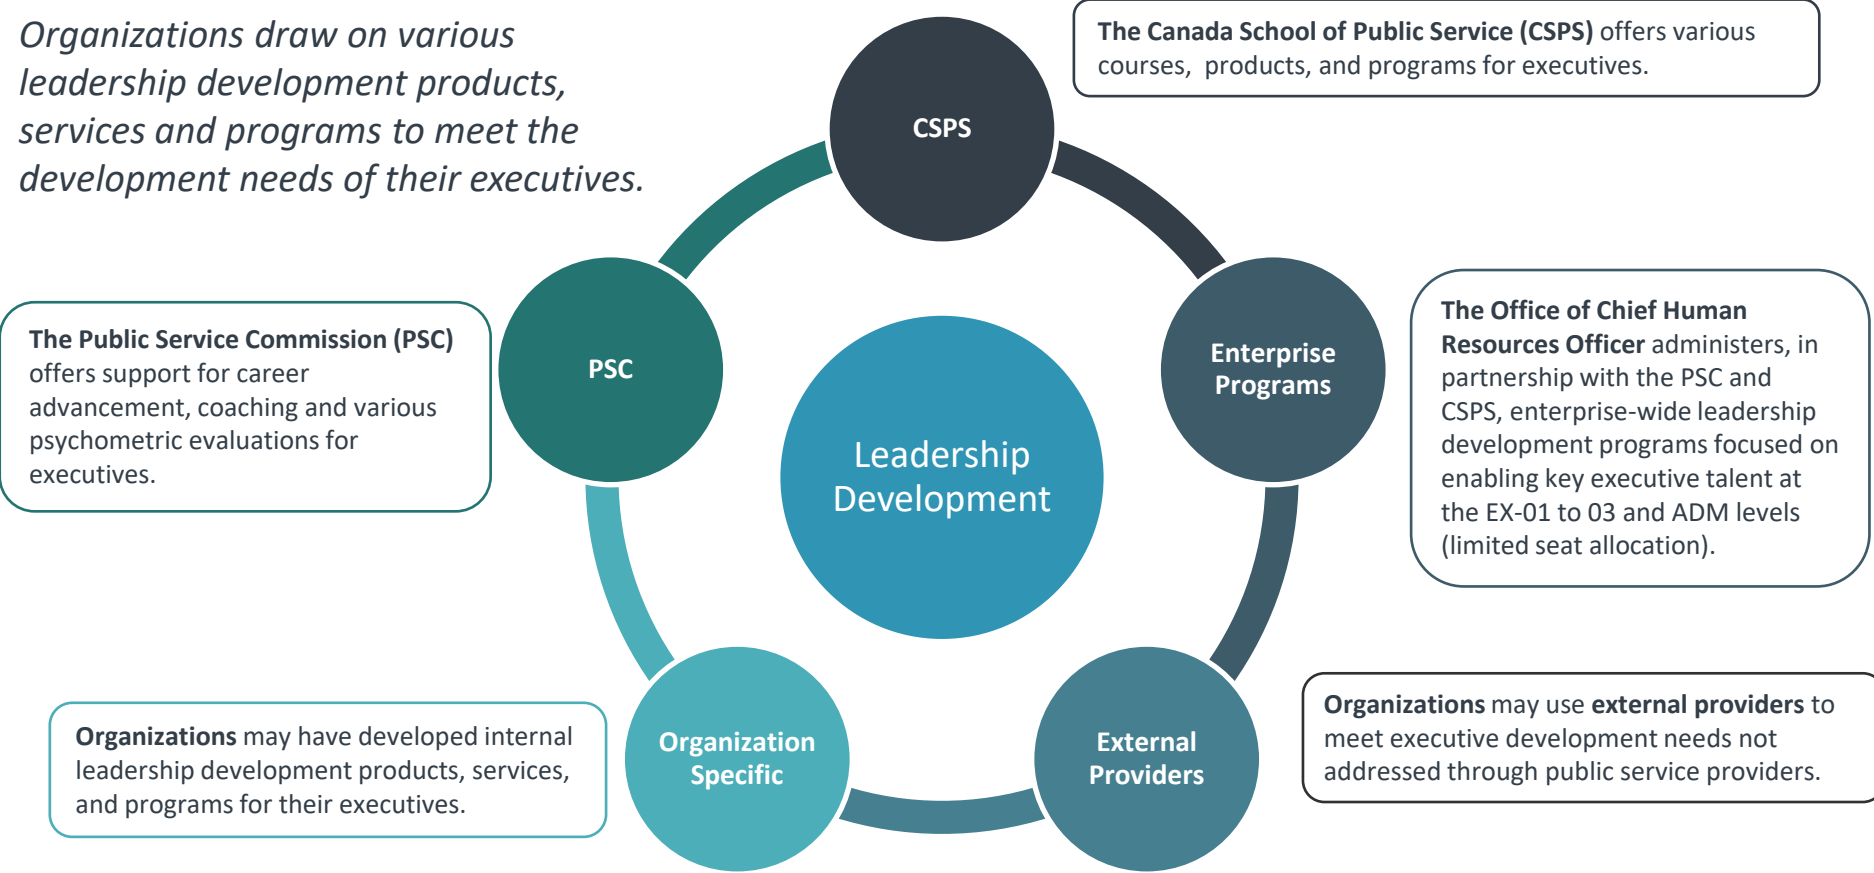 Organizations draw on various
leadership development products,
services and programs to meet the
development needs of their executives.
The Canada School of Public Service (CSPS) offers various
courses, products, and programs for executives.
CSPS
The Public Service Commission (PSC)
offers support for career
advancement, coaching and various
psychometric evaluations for
executives.
PSC
Leadership
Development
Enterprise
Programs
The Office of Chief Human
Resources Officer administers, in
partnership with the PSC and
CSPS, enterprise-wide leadership
development programs focused on
enabling key executive talent at
the EX-01 to 03 and ADM levels
(limited seat allocation).
Organizations may have developed internal
leadership development products, services,
and programs for their executives.
Organization
Specific
External
Providers
Organizations may use external providers to
meet executive development needs not
addressed through public service providers.